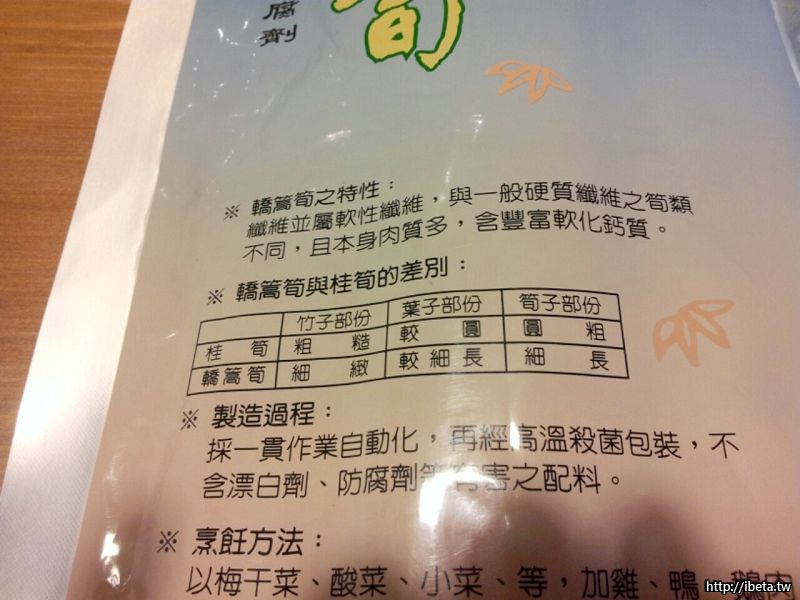 腐劑
筍
※ 轎篙筍之特性：
纖維並屬軟性纖維，與一般硬質纖維之筍類
不同，且本身肉質多，含豐富軟化鈣質。
※ 轎篙筍與桂筍的差別：
竹子部份 葉子部份 筍子部份
桂筍 粗糙 較圓 圓粗
轎篙筍 細緻 較細長 細長
※ 製造過程：
採一貫作業自動化，再經高溫殺菌包裝，不
含漂白劑、防腐劑等有害之配料。
※ 烹飪方法：
以梅干菜、酸菜、小菜、等，加雞、鴨、鵝肉
http://ibeta.tw